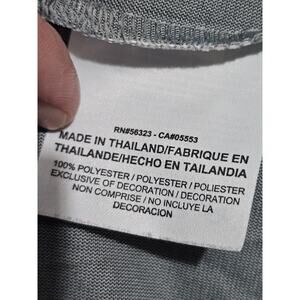 RN#56323 - CA#05553
MADE IN THAILAND/FABRIQUE EN
THAILANDE/HECHO EN TAILANDIA
100% POLYESTER / POLYESTER / POLIESTER
EXCLUSIVE OF DECORATION / DECORATION
NON COMPRISE / NO INCLUYE LA
DECORACION